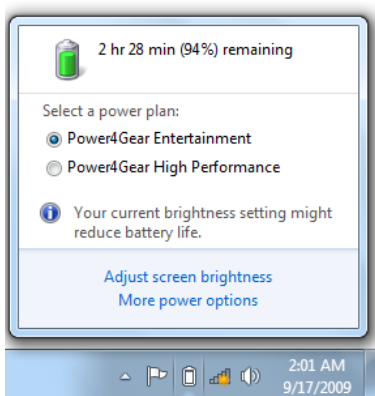 2 hr 28 min (94%) remaining
Select a power plan:
Power4Gear Entertainment
Power4Gear High Performance
Your current brightness setting might
reduce battery life.
Adjust screen brightness
More power options
2:01 AM
9/17/2009